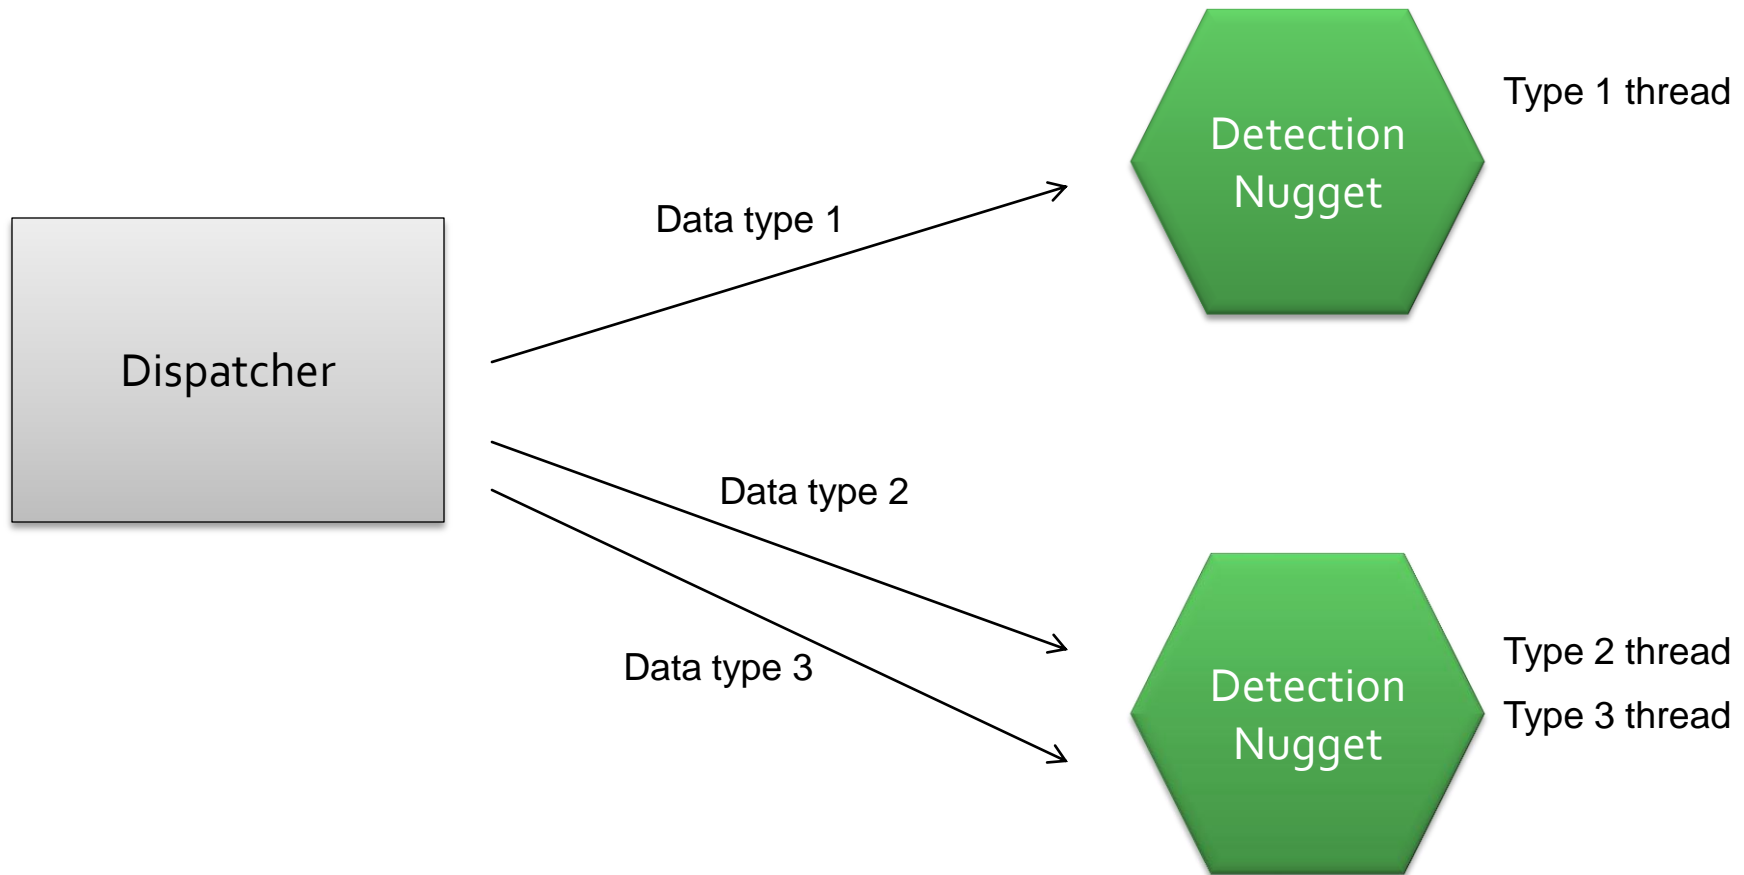 Type 1 thread
Detection
Nugget
Data type 1
Dispatcher
Data type 2
Data type 3
Detection
Nugget
Type 2 thread
Type 3 thread